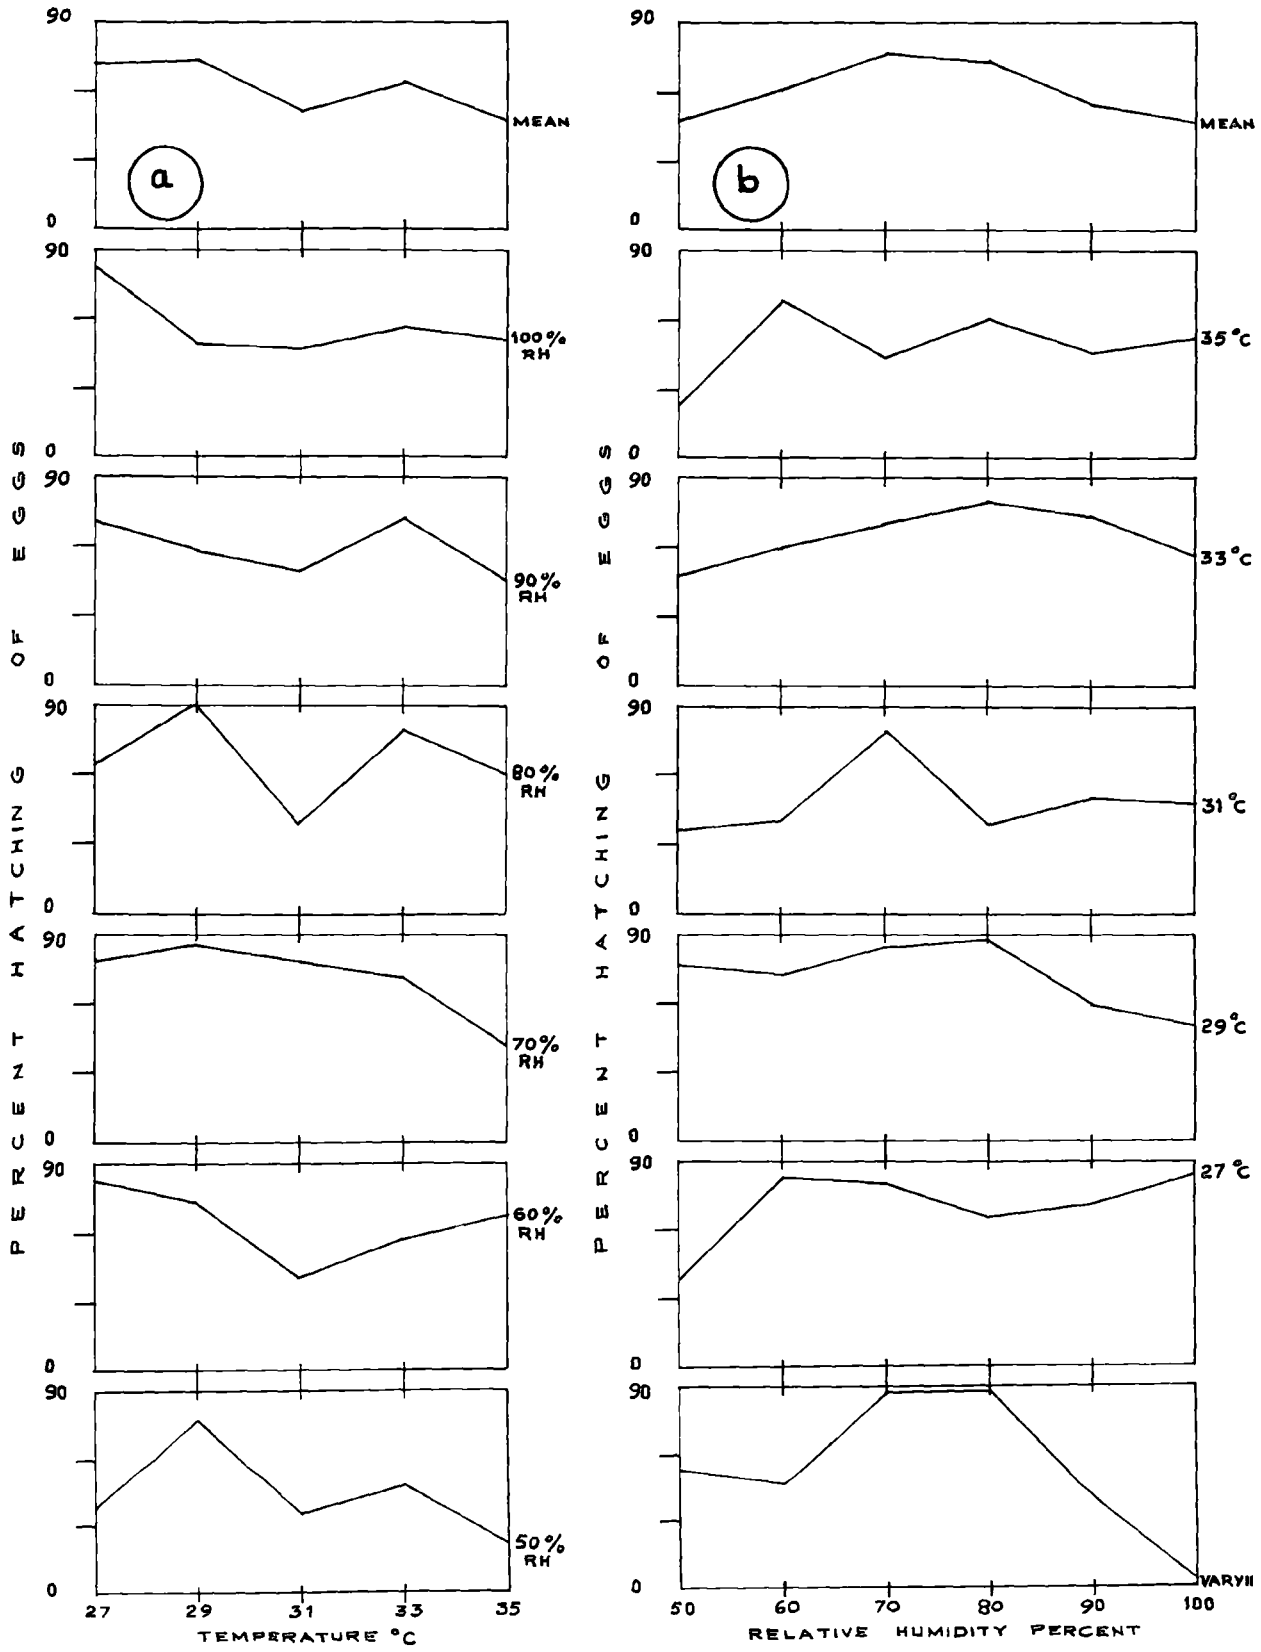 90
0
a
MEAN
90
0
100%
RH
90
0
90%
RH
90
0
80%
RH
90
0
70%
RH
90
0
60%
RH
90
0
50%
RH
27 29 31 33 35
TEMPERATURE °C
PERCENT HATCHING OF EGGS
90
0
b
MEAN
90
0
35°C
90
0
33°C
90
0
31°C
90
0
29°C
90
0
27°C
90
0
VARYII
50 60 70 80 90 100
RELATIVE HUMIDITY PERCENT
PERCENT HATCHING OF EGGS